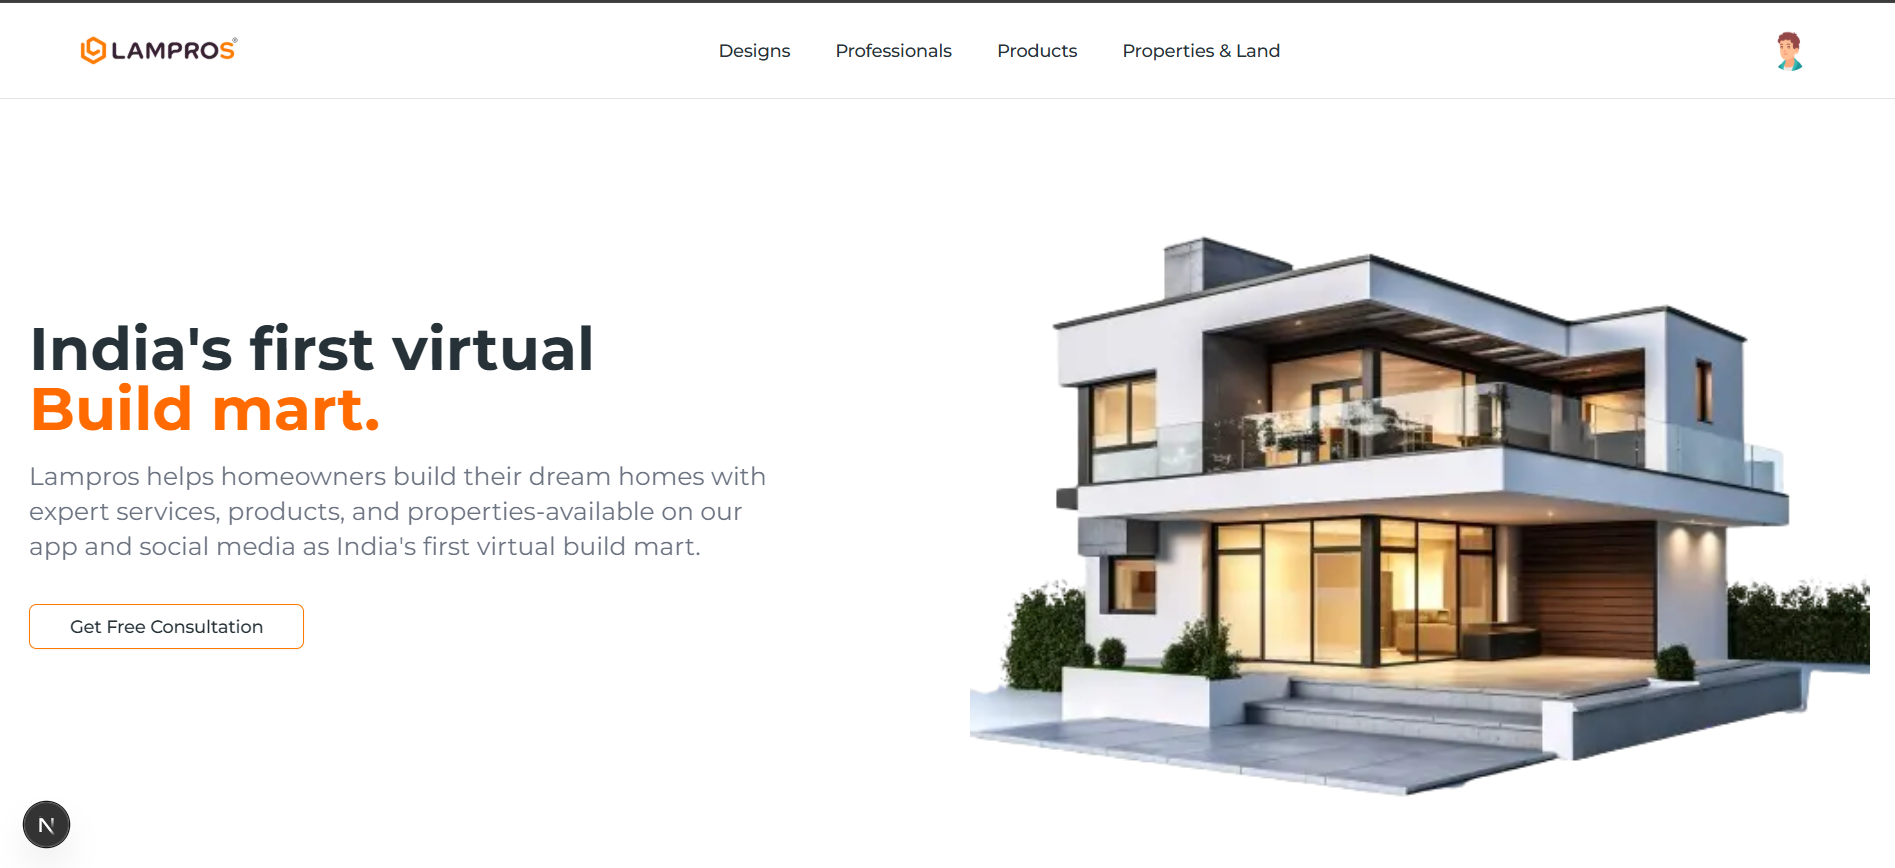 LAMPROS®
Designs
Professionals
Products
Properties & Land
India's first virtual
Build mart.
Lampros helps homeowners build their dream homes with
expert services, products, and properties-available on our
app and social media as India's first virtual build mart.
Get Free Consultation
N